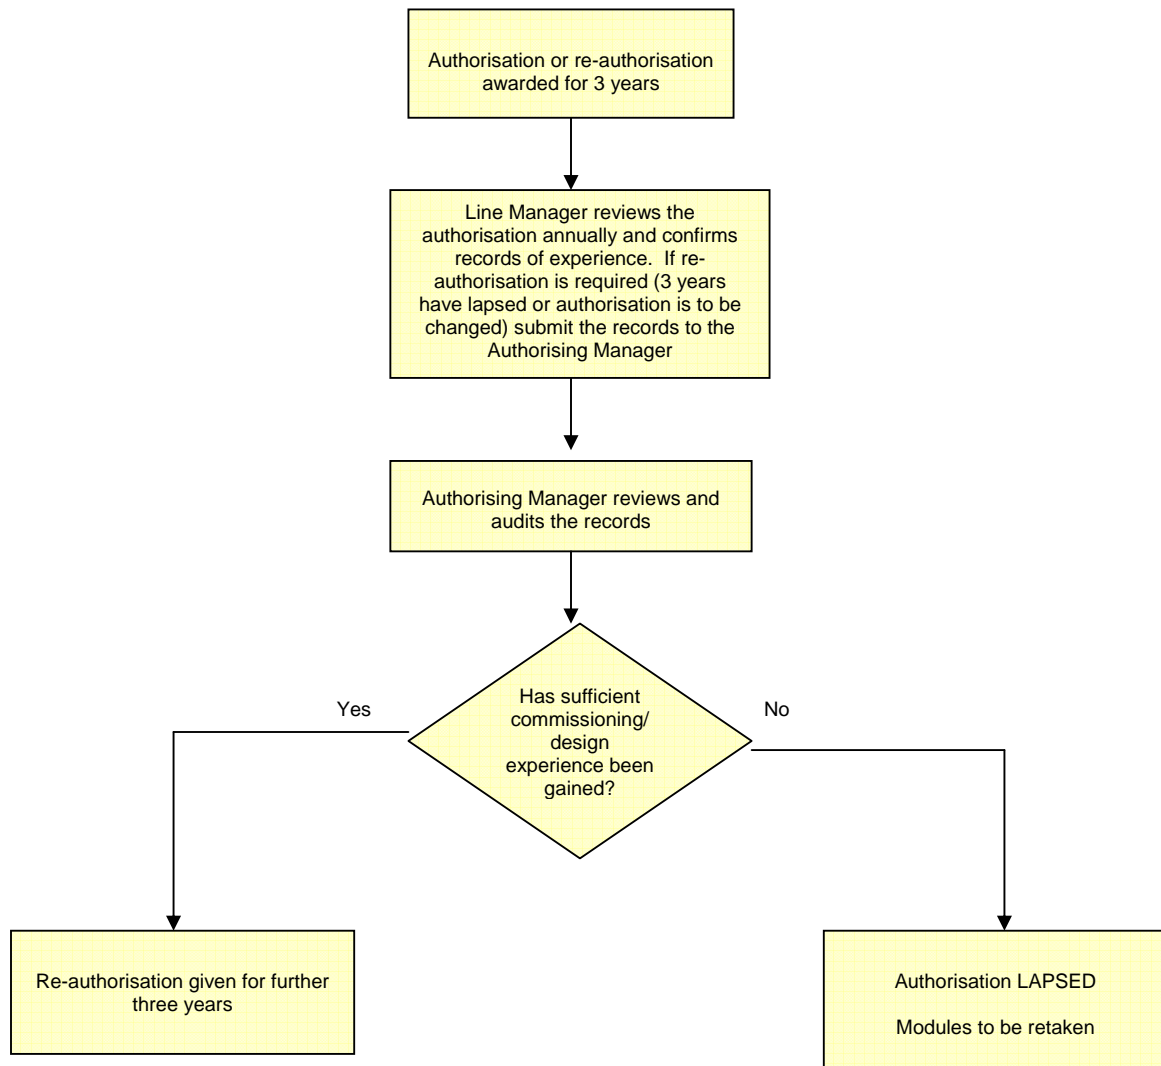 Authorisation or re-authorisation
awarded for 3 years
Line Manager reviews the
authorisation annually and confirms
records of experience.  If re-
authorisation is required (3 years
have lapsed or authorisation is to be
changed) submit the records to the
Authorising Manager
Authorising Manager reviews and
audits the records
Has sufficient
commissioning/
design
experience been
gained?
Yes
No
Re-authorisation given for further
three years
Authorisation LAPSED
Modules to be retaken